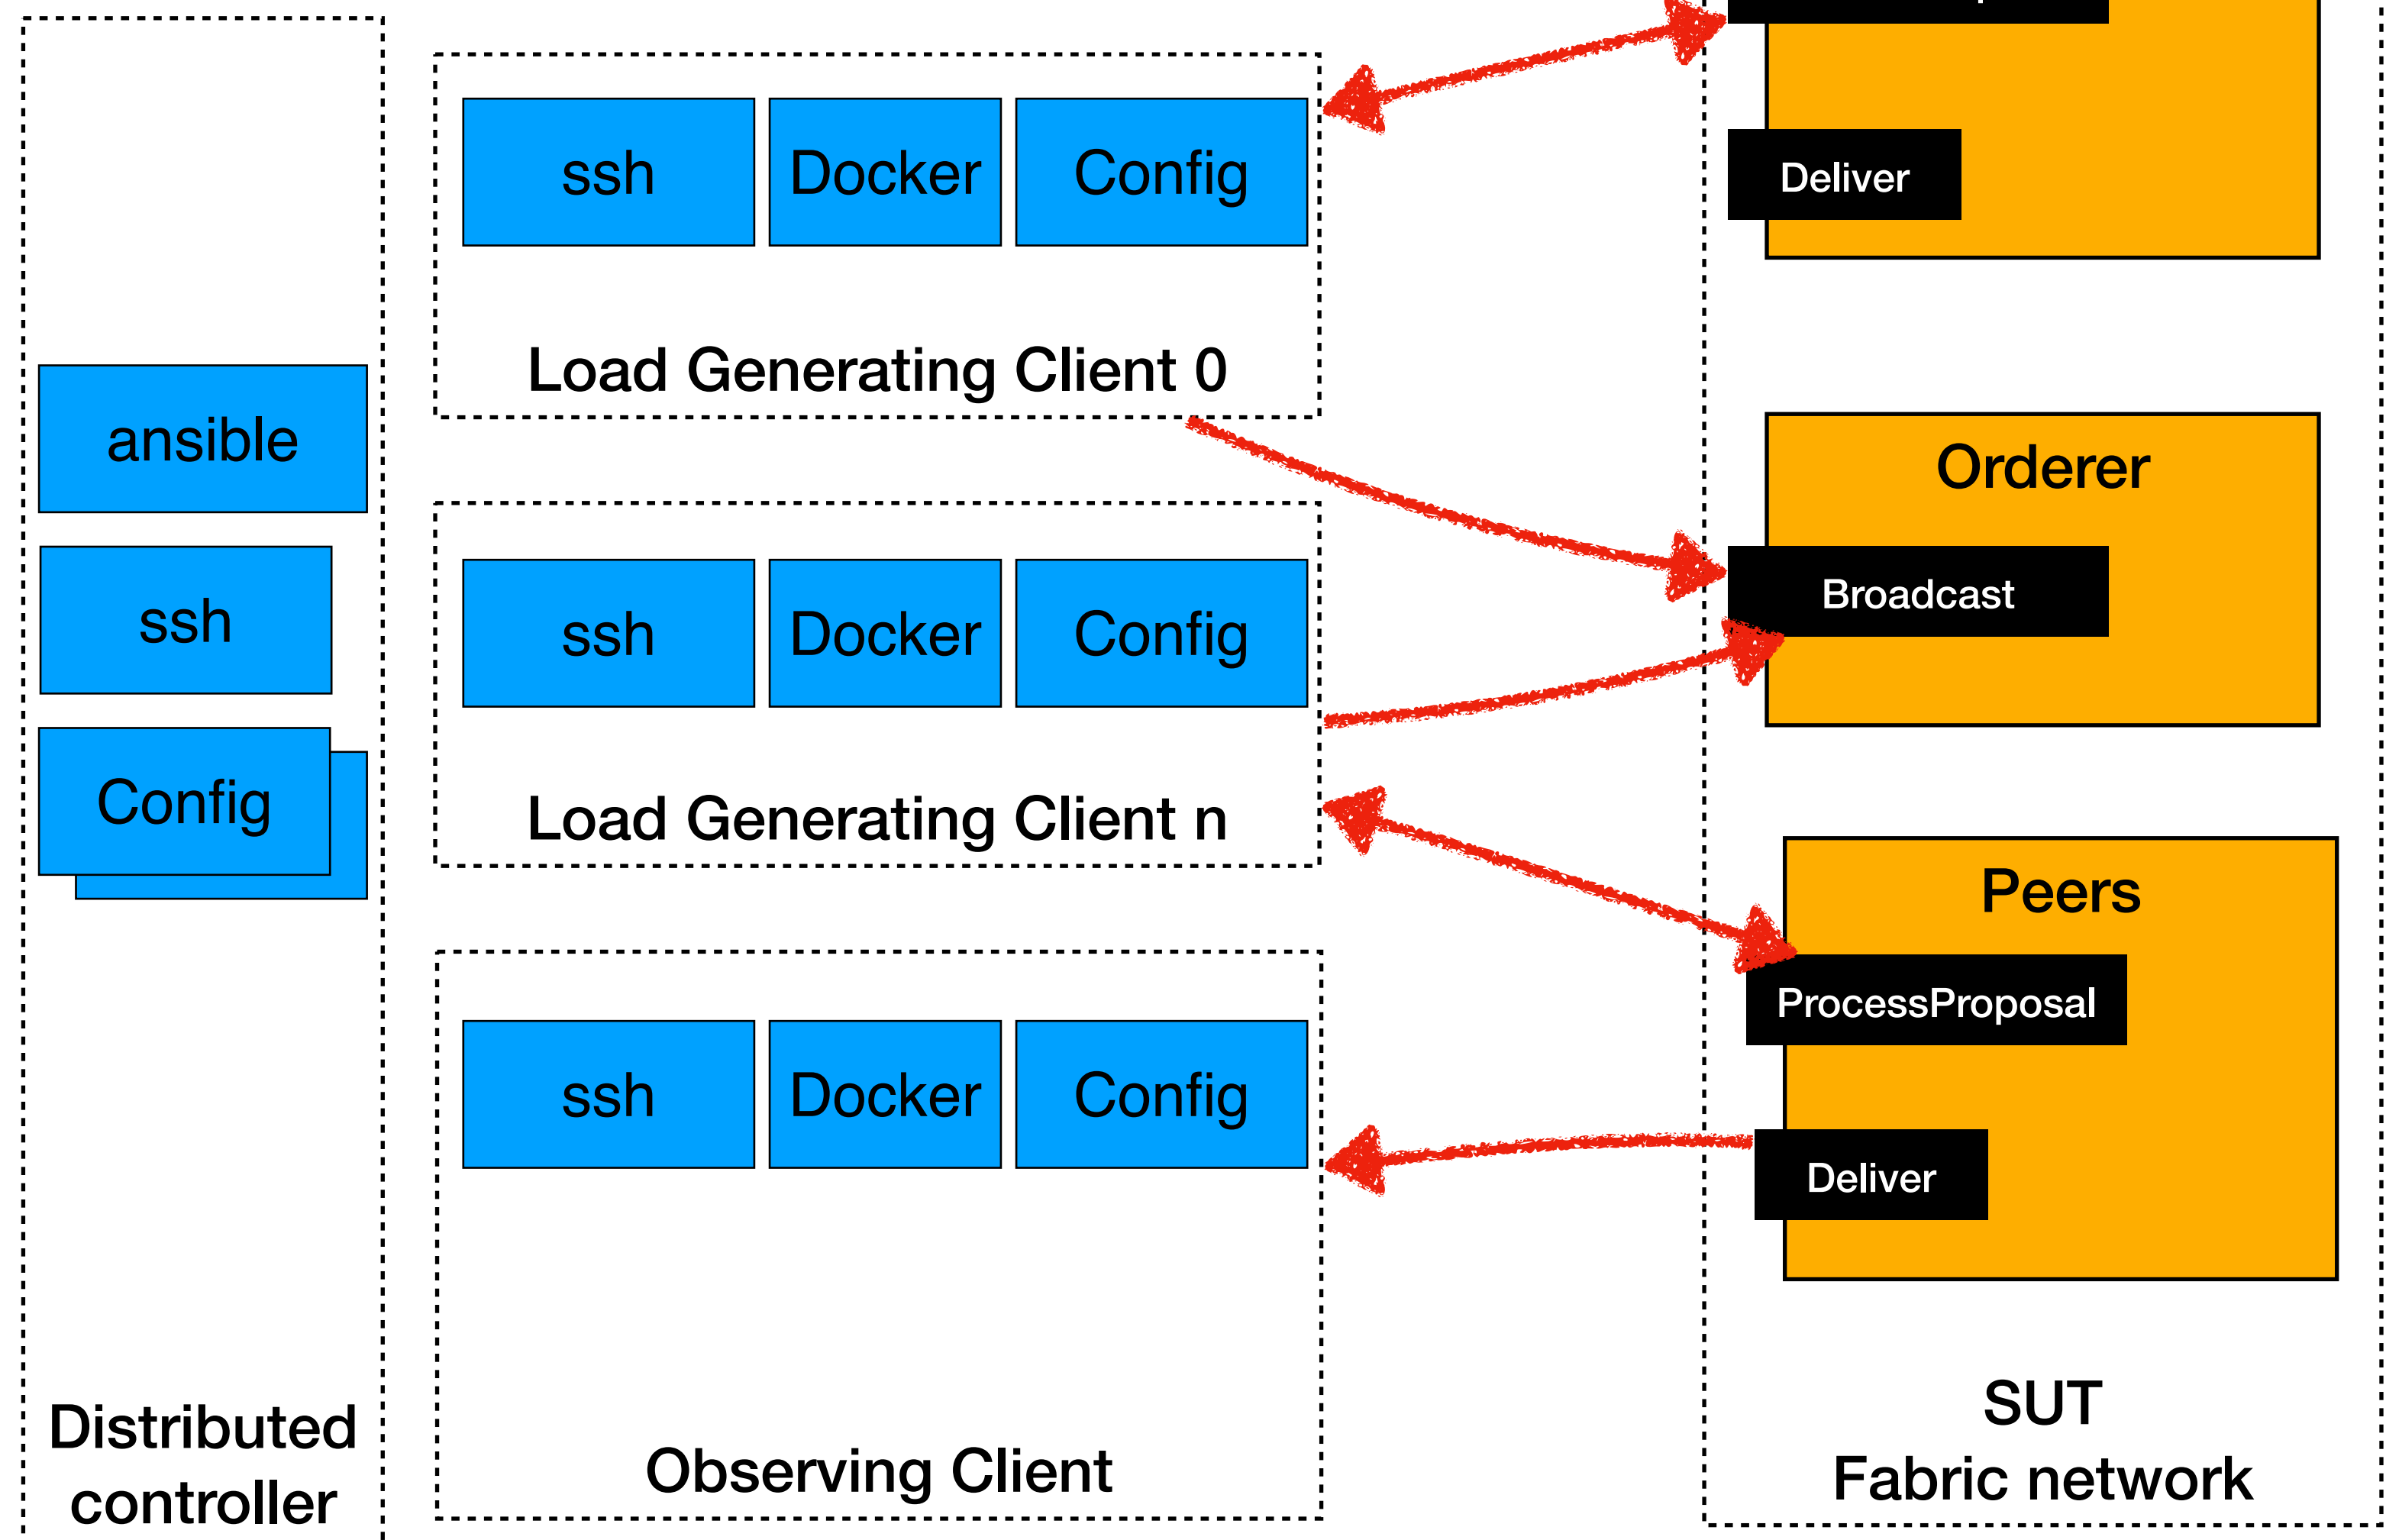 ansible
ssh
Config
Distributed
controller
ssh
Docker
Config
Load Generating Client 0
ssh
Docker
Config
Load Generating Client n
ssh
Docker
Config
Observing Client
Deliver
Orderer
Broadcast
Peers
ProcessProposal
Deliver
SUT
Fabric network